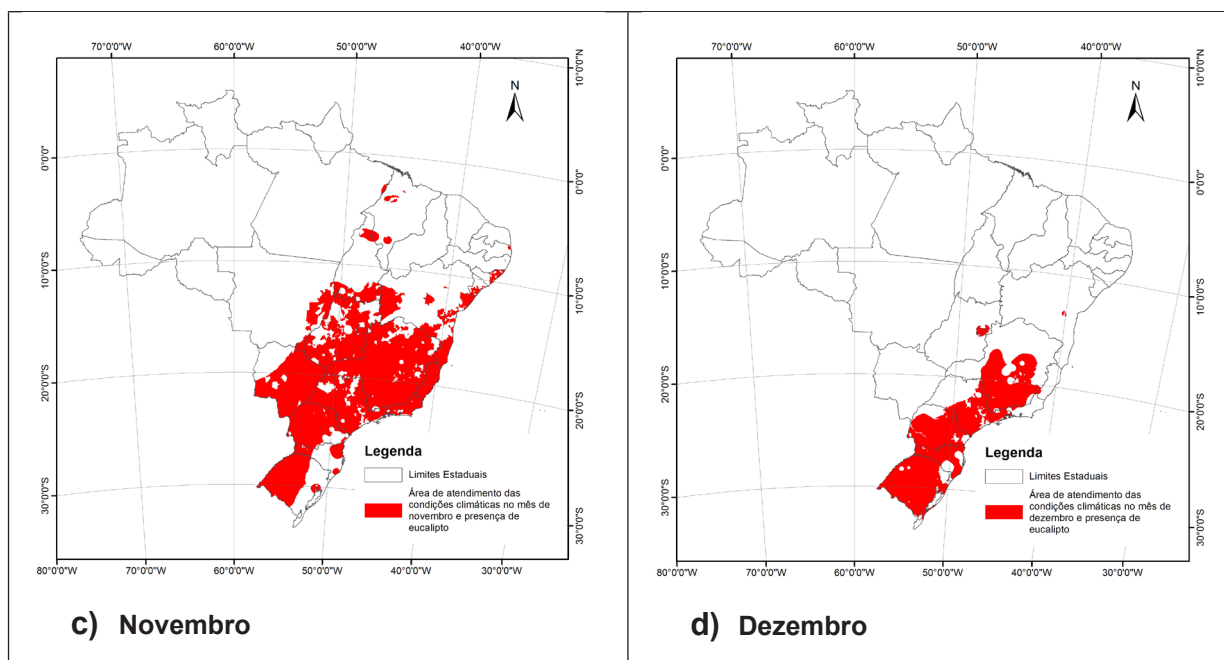 70°0'0"W 60°0'0"W 50°0'0"W 40°0'0"W
10°0'0"N
0°0'0"
10°0'0"S
20°0'0"S
30°0'0"S
N
0°0'0"
10°0'0"S
20°0'0"S
30°0'0"S
Legenda
Limites Estaduais
Área de atendimento das
condições climáticas no mês de
novembro e presença de
eucalipto
80°0'0"W 70°0'0"W 60°0'0"W 50°0'0"W 40°0'0"W 30°0'0"W
c) Novembro
70°0'0"W 60°0'0"W 50°0'0"W 40°0'0"W
10°0'0"N
0°0'0"
10°0'0"S
20°0'0"S
30°0'0"S
N
0°0'0"
10°0'0"S
20°0'0"S
30°0'0"S
Legenda
Limites Estaduais
Área de atendimento das
condições climáticas no mês de
dezembro e presença de
eucalipto
80°0'0"W 70°0'0"W 60°0'0"W 50°0'0"W 40°0'0"W 30°0'0"W
d) Dezembro